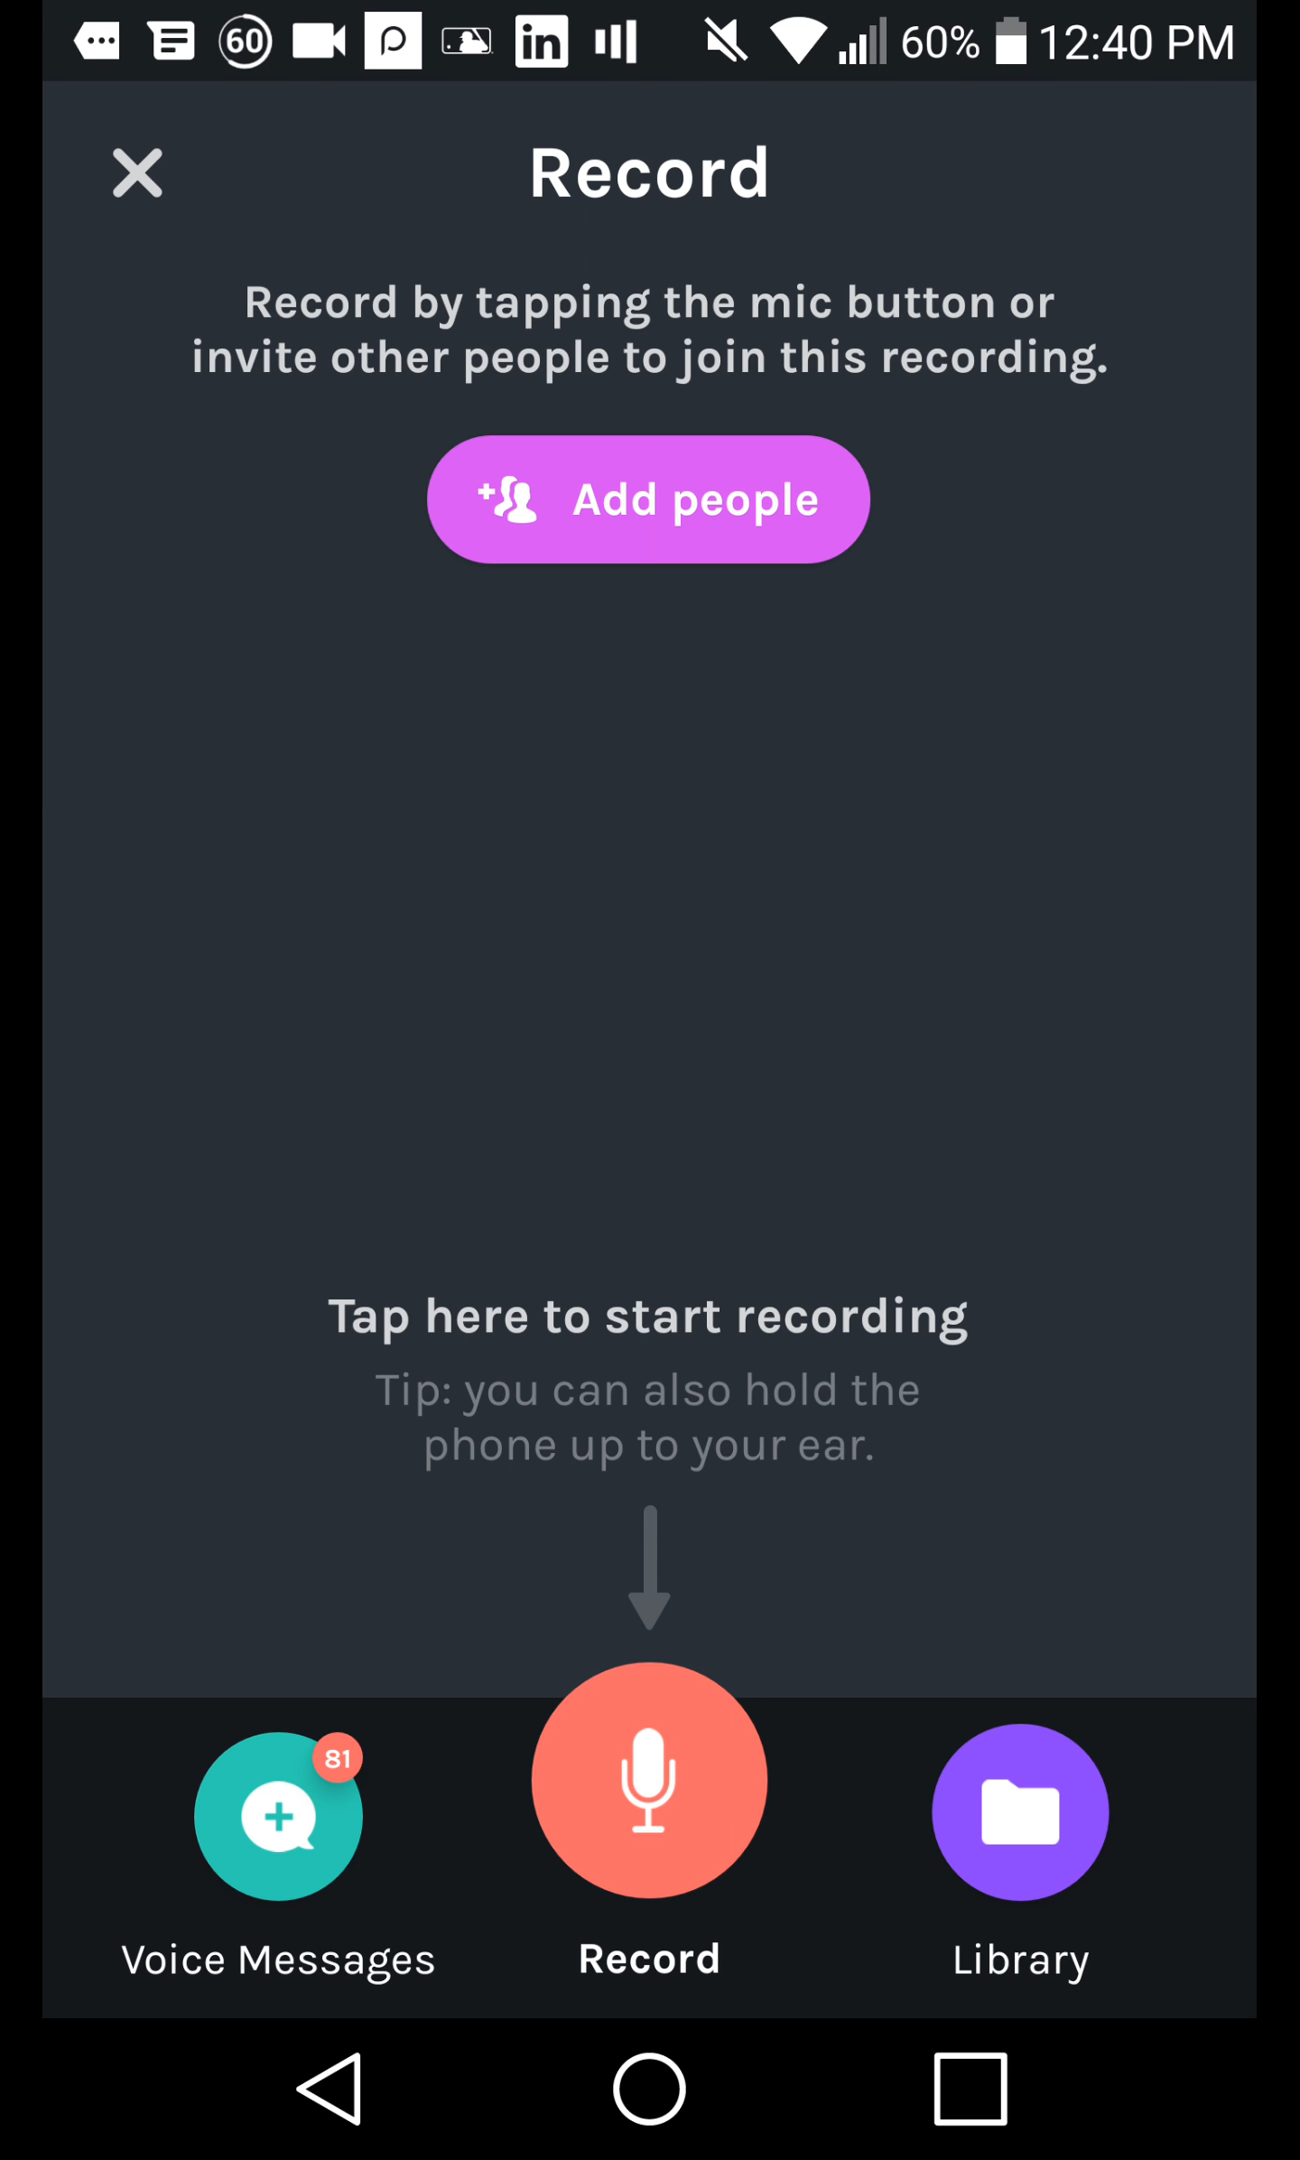 60 in 60% 12:40 PM
Record
Record by tapping the mic button or
invite other people to join this recording.
Add people
Tap here to start recording
Tip: you can also hold the
phone up to your ear.
81
Voice Messages Record Library